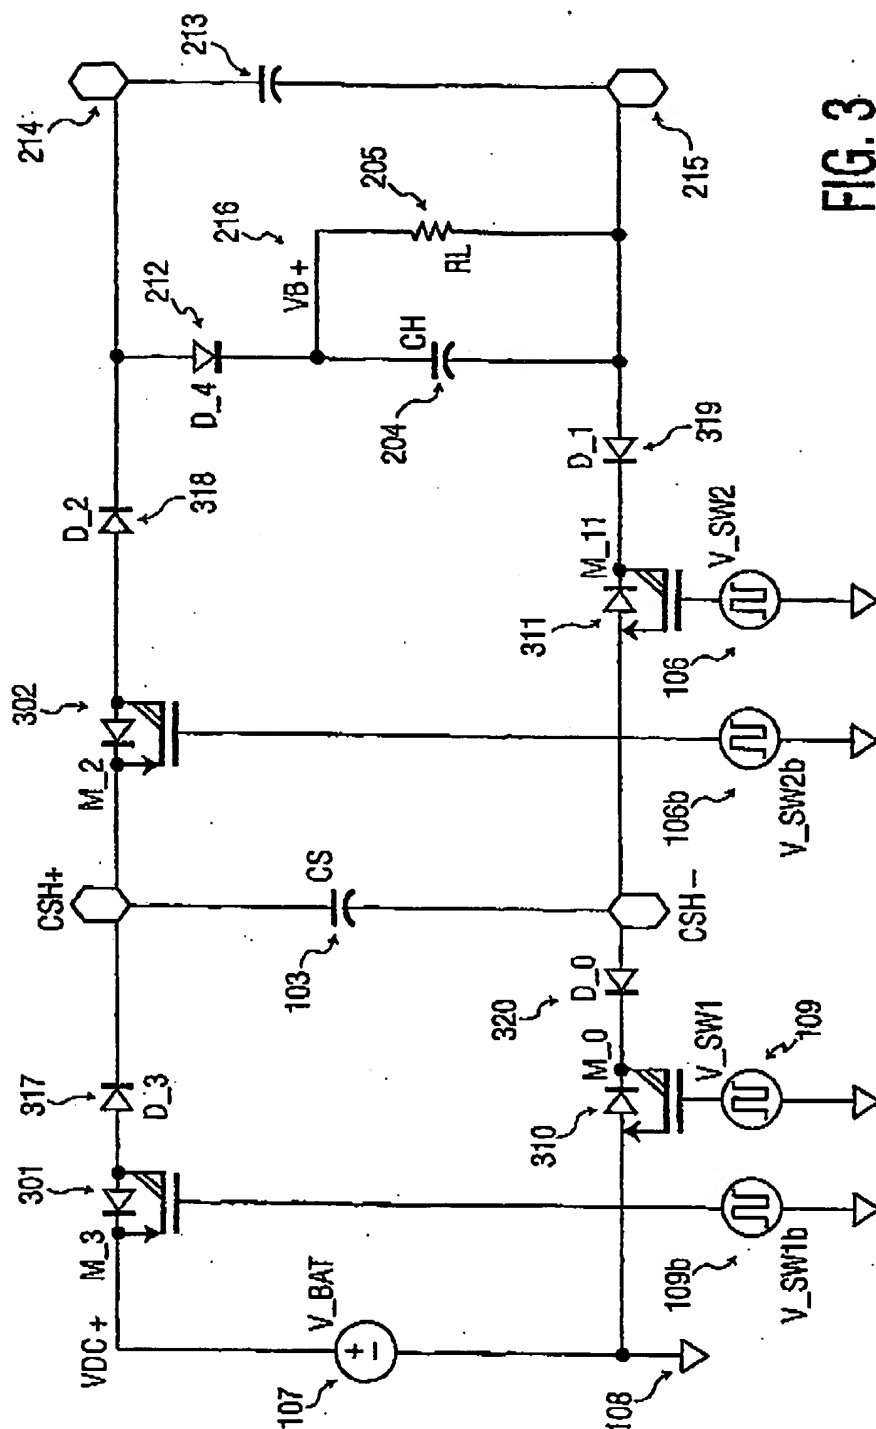 214
213
VDC+
M_3
301
317
D_3
CSH+
M_2
302
D_2
318
212
D_4
216
VB+
205
RL
CH
204
V_BAT
107
108
103
CS
320
M_0
D_0
310
V_SW1
109
109b
V_SW1b
CSH−
M_11
311
D_1
319
V_SW2
106
106b
V_SW2b
215
FIG. 3